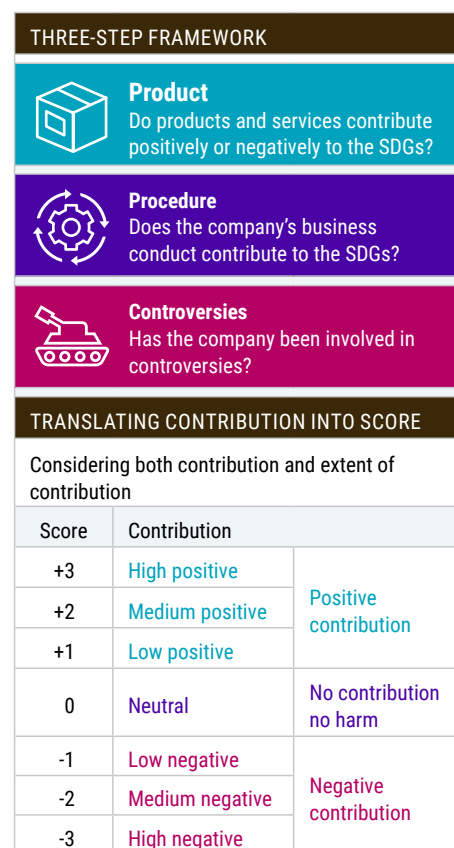 THREE-STEP FRAMEWORK
Product
Do products and services contribute
positively or negatively to the SDGs?
Procedure
Does the company's business
conduct contribute to the SDGs?
Controversies
Has the company been involved in
controversies?
TRANSLATING CONTRIBUTION INTO SCORE
Considering both contribution and extent of
contribution
Score Contribution
+3 High positive
+2 Medium positive
+1 Low positive
Positive
contribution
0 Neutral
No contribution
no harm
-1 Low negative
-2 Medium negative
-3 High negative
Negative
contribution